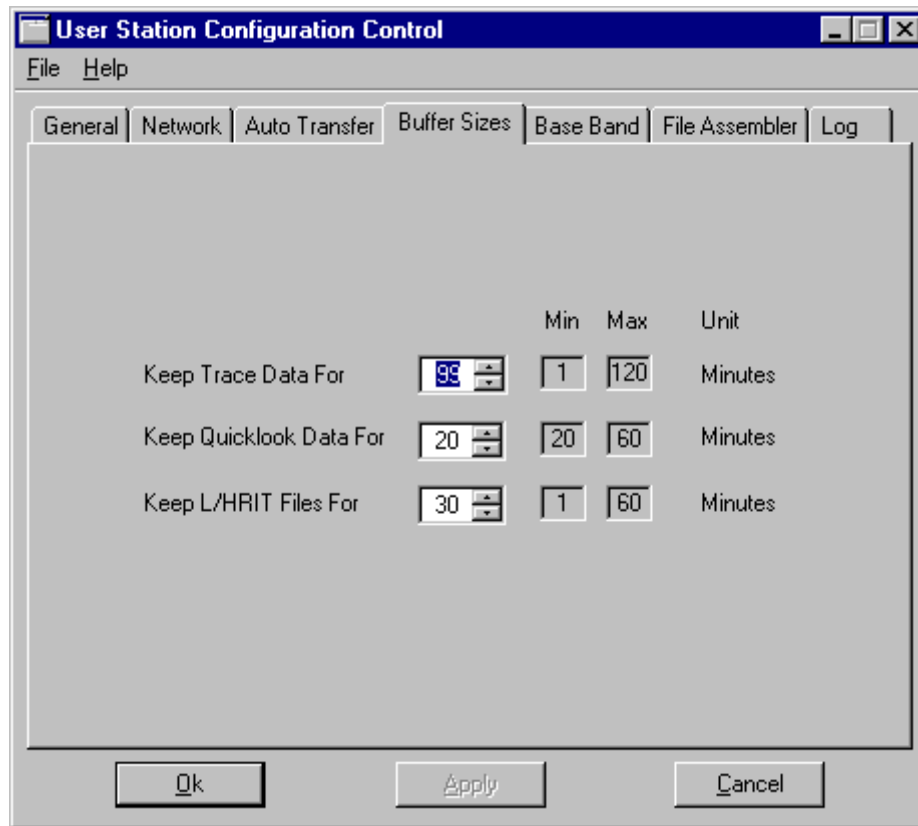 User Station Configuration Control
File Help
General Network Auto Transfer Buffer Sizes Base Band File Assembler Log
Min Max Unit
Keep Trace Data For 99 1 120 Minutes
Keep Quicklook Data For 20 20 60 Minutes
Keep L/HRIT Files For 30 1 60 Minutes
Ok Apply Cancel